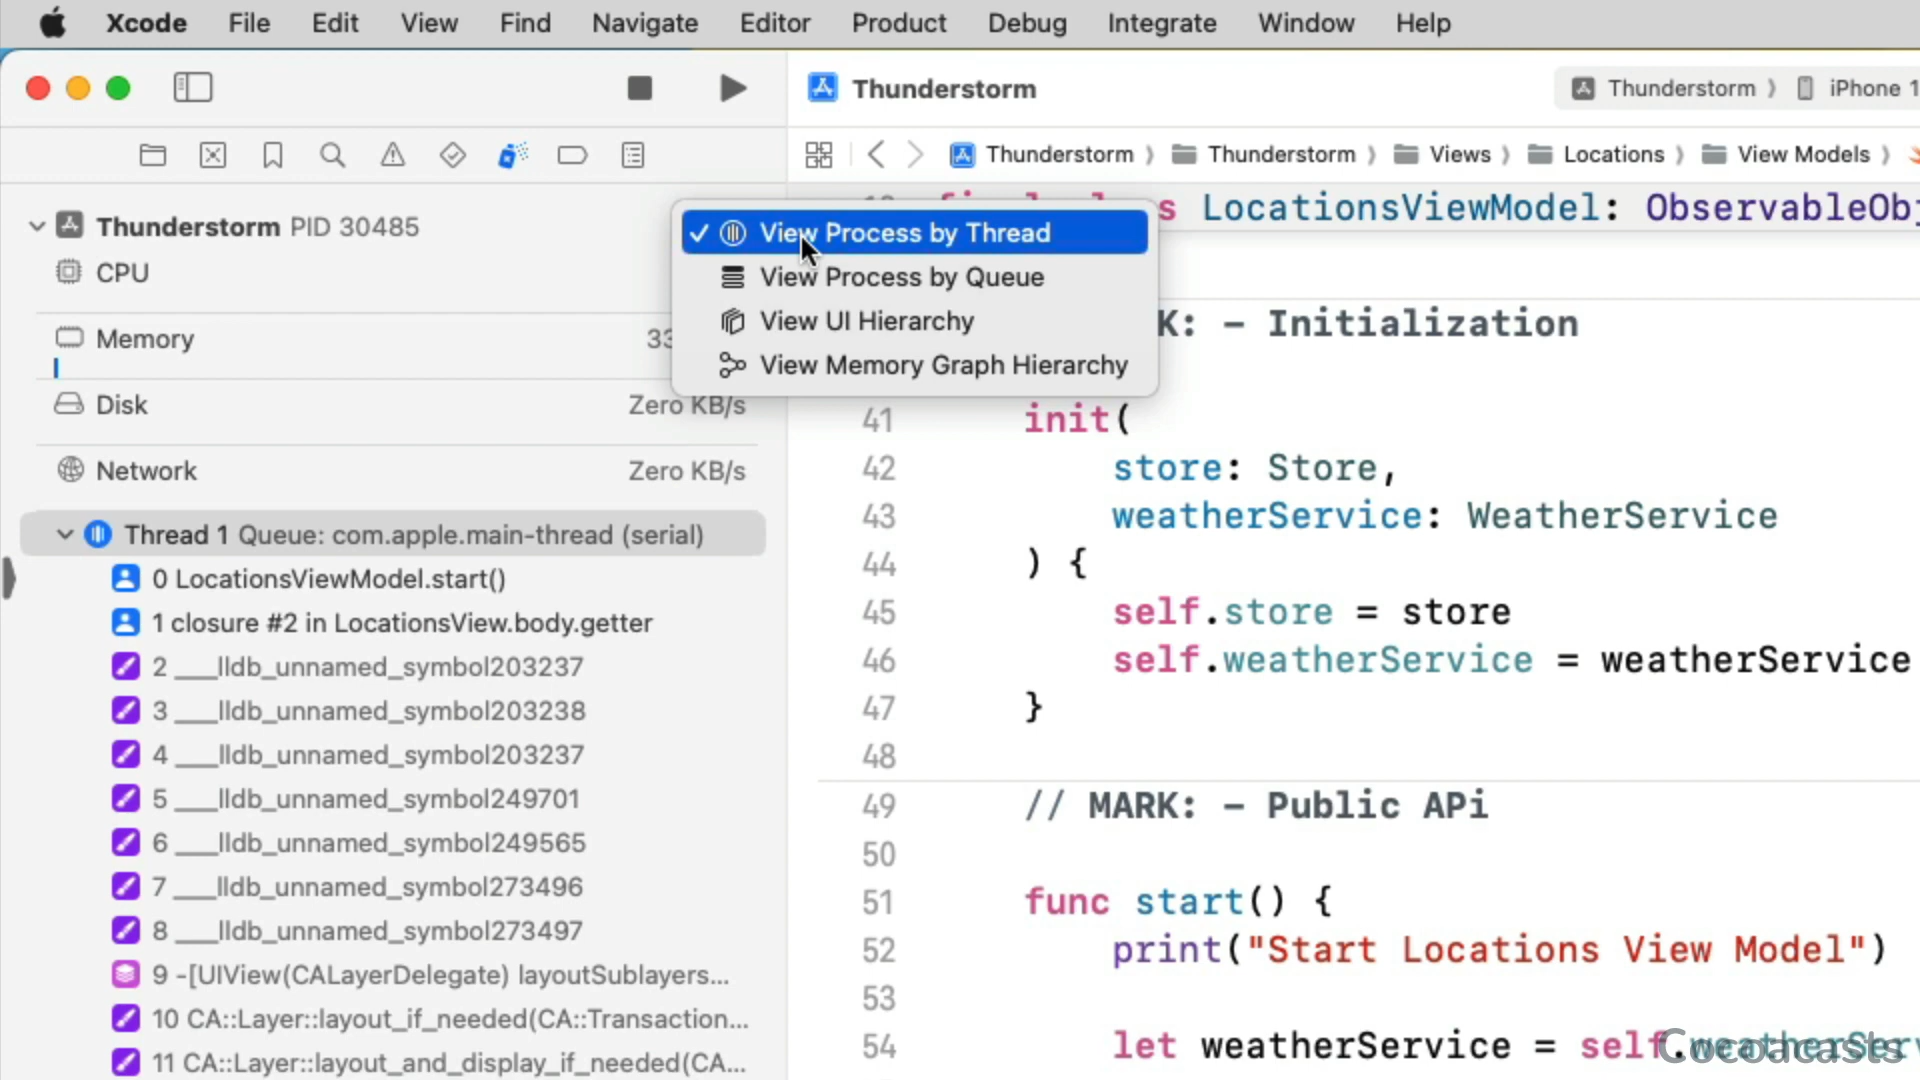 Xcode File Edit View Find Navigate Editor Product Debug Integrate Window Help
Thunderstorm
Thunderstorm iPhone 1
Thunderstorm Thunderstorm Views Locations View Models
Thunderstorm PID 30485
CPU
Memory 33
Disk Zero KB/s
Network Zero KB/s
Thread 1 Queue: com.apple.main-thread (serial)
0 LocationsViewModel.start()
1 closure #2 in LocationsView.body.getter
2 ___lldb_unnamed_symbol203237
3 ___lldb_unnamed_symbol203238
4 ___lldb_unnamed_symbol203237
5 ___lldb_unnamed_symbol249701
6 ___lldb_unnamed_symbol249565
7 ___lldb_unnamed_symbol273496
8 ___lldb_unnamed_symbol273497
9 -[UIView(CALayerDelegate) layoutSublayers...
10 CA::Layer::layout_if_needed(CA::Transaction...
11 CA::Layer::layout_and_display_if_needed(CA...
View Process by Thread
View Process by Queue
View UI Hierarchy
View Memory Graph Hierarchy
s LocationsViewModel: ObservableObj
K: - Initialization
41 init(
42 store: Store,
43 weatherService: WeatherService
44 ) {
45 self.store = store
46 self.weatherService = weatherService
47 }
48
49 // MARK: - Public APi
50
51 func start() {
52 print("Start Locations View Model")
53
54 let weatherService = self.weatherServ
Cocoacasts